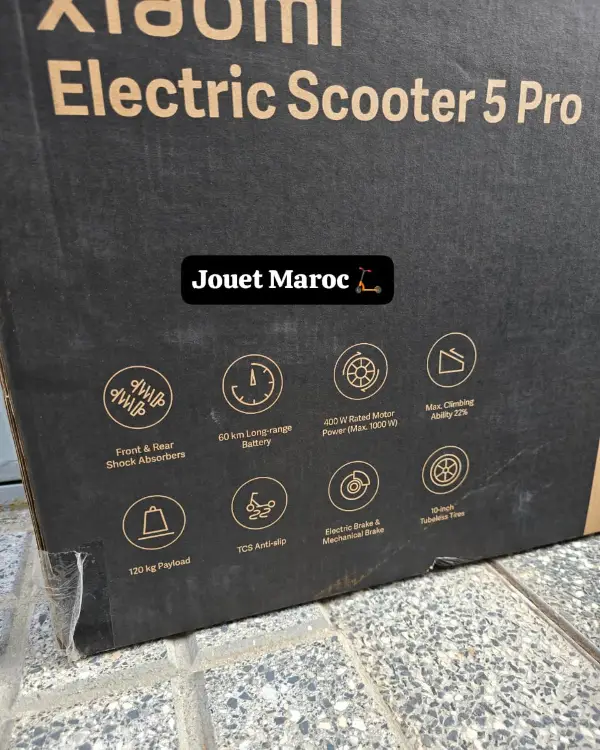 xiaomi
Electric Scooter 5 Pro
Jouet Maroc 🛴
Front & Rear
Shock Absorbers
60 km Long-range
Battery
400 W Rated Motor
Power (Max. 1000 W)
Max. Climbing
Ability 22%
120 kg Payload
TCS Anti-slip
Electric Brake &
Mechanical Brake
10-inch
Tubeless Tires